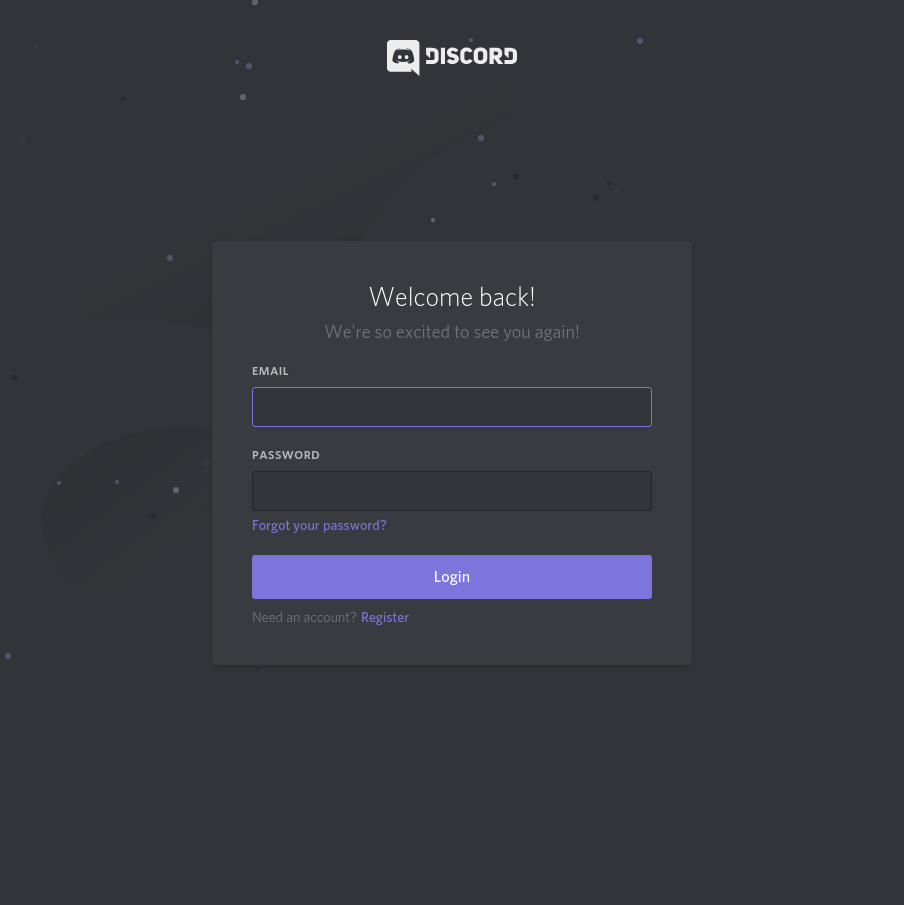 DISCORD
Welcome back!
We're so excited to see you again!
EMAIL
PASSWORD
Forgot your password?
Login
Need an account? Register